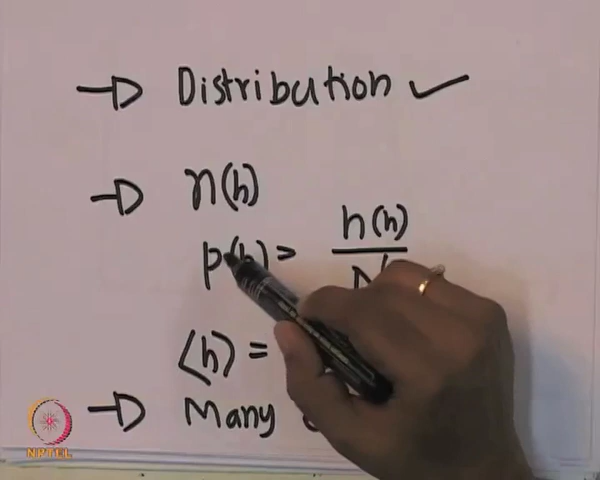 → Distribution ✓
→ n(h)
p(h) = n(h) / N
⟨h⟩ =
→ Many
NPTEL